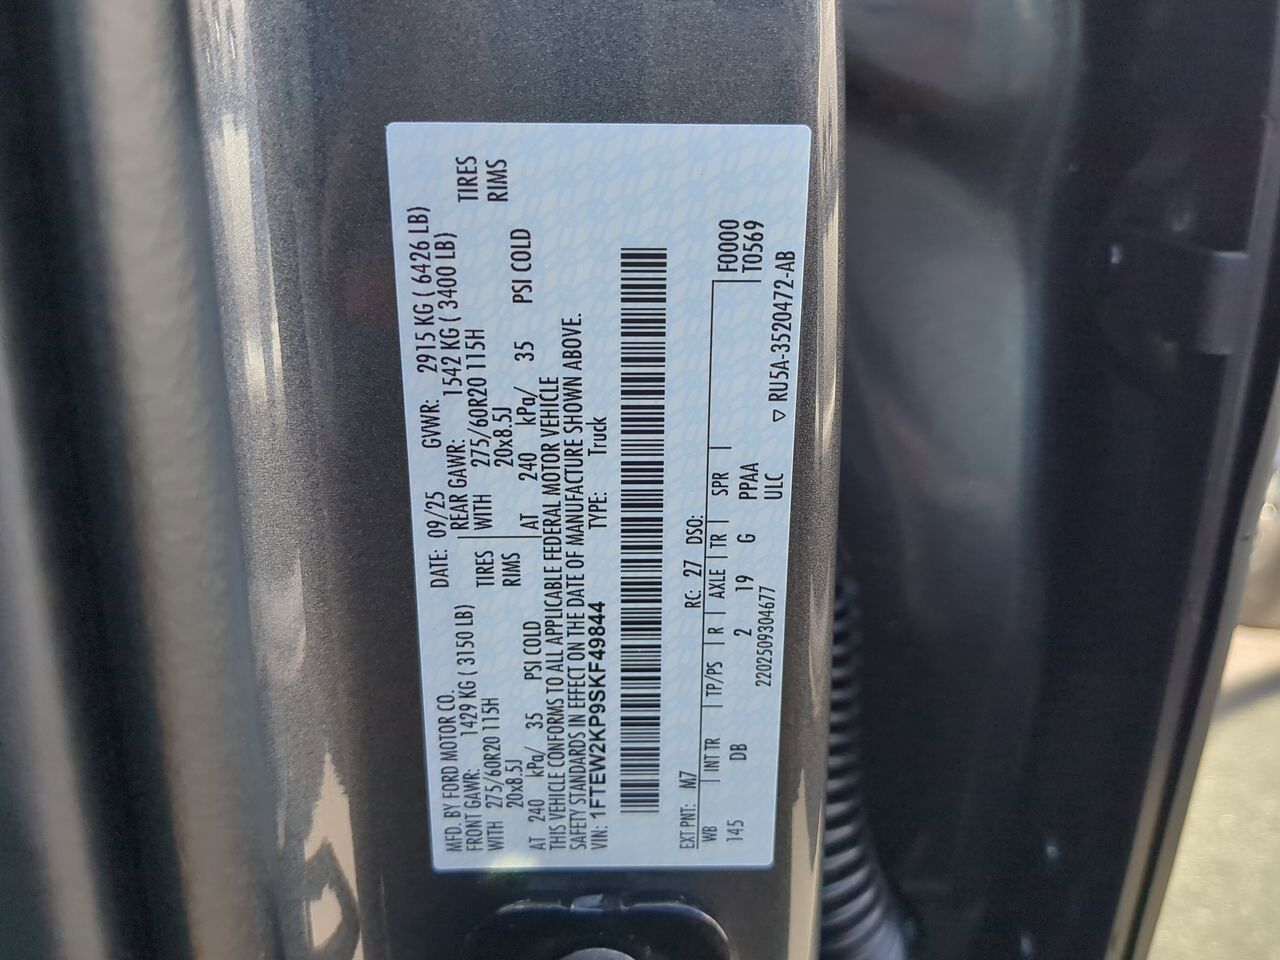 MFD. BY FORD MOTOR CO.
DATE: 09/25 GVWR: 2915 KG ( 6426 LB)
FRONT GAWR: 1429 KG ( 3150 LB)
REAR GAWR: 1542 KG ( 3400 LB)
WITH 275/60R20 115H TIRES
WITH 275/60R20 115H TIRES
20x8.5J RIMS
20x8.5J RIMS
AT 240 kPa/ 35 PSI COLD
AT 240 kPa/ 35 PSI COLD
THIS VEHICLE CONFORMS TO ALL APPLICABLE FEDERAL MOTOR VEHICLE
SAFETY STANDARDS IN EFFECT ON THE DATE OF MANUFACTURE SHOWN ABOVE.
VIN: 1FTEW2KP9SKF49844 TYPE: Truck
EXT PNT: M7 RC: 27 DSO:
WB | INT TR | TP/PS | R | AXLE | TR | SPR | F0000
145 DB 2 19 G PPAA T0569
2202509304677 ULC
▽ RU5A-3520472-AB